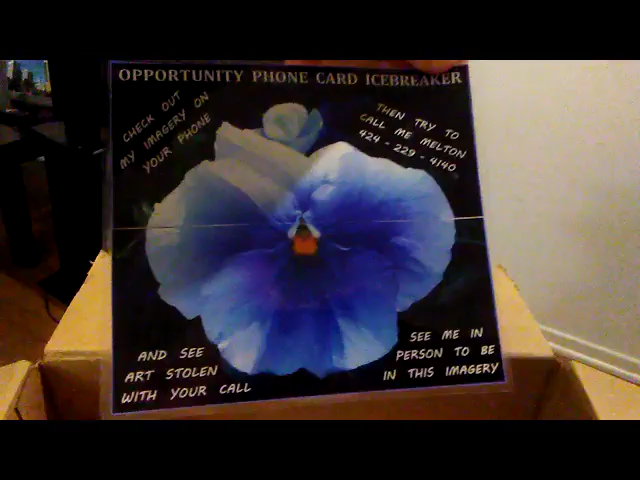 OPPORTUNITY PHONE CARD ICEBREAKER
CHECK OUT
MY IMAGERY ON
YOUR PHONE
THEN TRY TO
CALL ME MELTON
424 - 229 - 4140
AND SEE
ART STOLEN
WITH YOUR CALL
SEE ME IN
PERSON TO BE
IN THIS IMAGERY